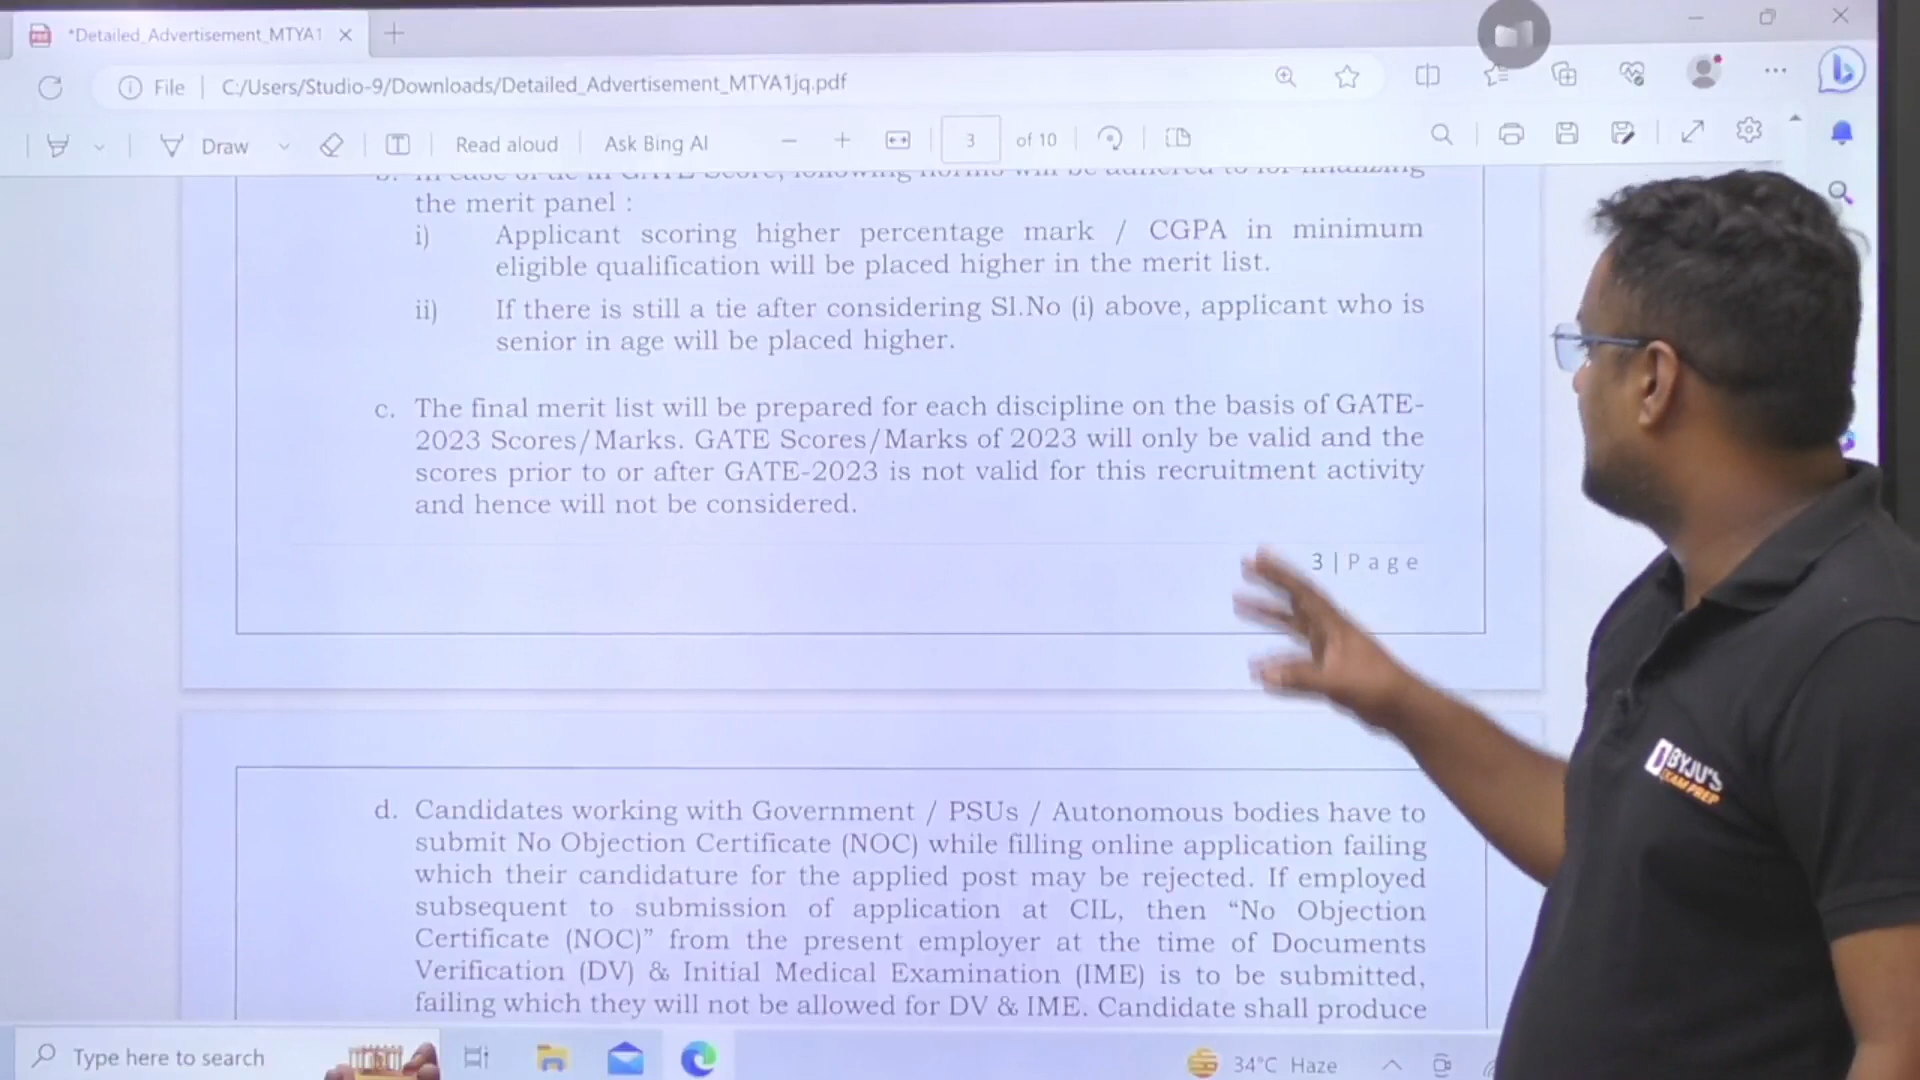 *Detailed_Advertisement_MTYA1
File | C:/Users/Studio-9/Downloads/Detailed_Advertisement_MTYA1jq.pdf
Draw
Read aloud
Ask Bing AI
3 of 10
b. In case of tie in GATE Score, following norms will be adhered to for finalizing
the merit panel :
i) Applicant scoring higher percentage mark / CGPA in minimum
eligible qualification will be placed higher in the merit list.
ii) If there is still a tie after considering Sl.No (i) above, applicant who is
senior in age will be placed higher.
c. The final merit list will be prepared for each discipline on the basis of GATE-
2023 Scores/Marks. GATE Scores/Marks of 2023 will only be valid and the
scores prior to or after GATE-2023 is not valid for this recruitment activity
and hence will not be considered.
3 | P a g e
d. Candidates working with Government / PSUs / Autonomous bodies have to
submit No Objection Certificate (NOC) while filling online application failing
which their candidature for the applied post may be rejected. If employed
subsequent to submission of application at CIL, then “No Objection
Certificate (NOC)” from the present employer at the time of Documents
Verification (DV) & Initial Medical Examination (IME) is to be submitted,
failing which they will not be allowed for DV & IME. Candidate shall produce
BYJU'S
EXAM PREP
Type here to search
34°C Haze